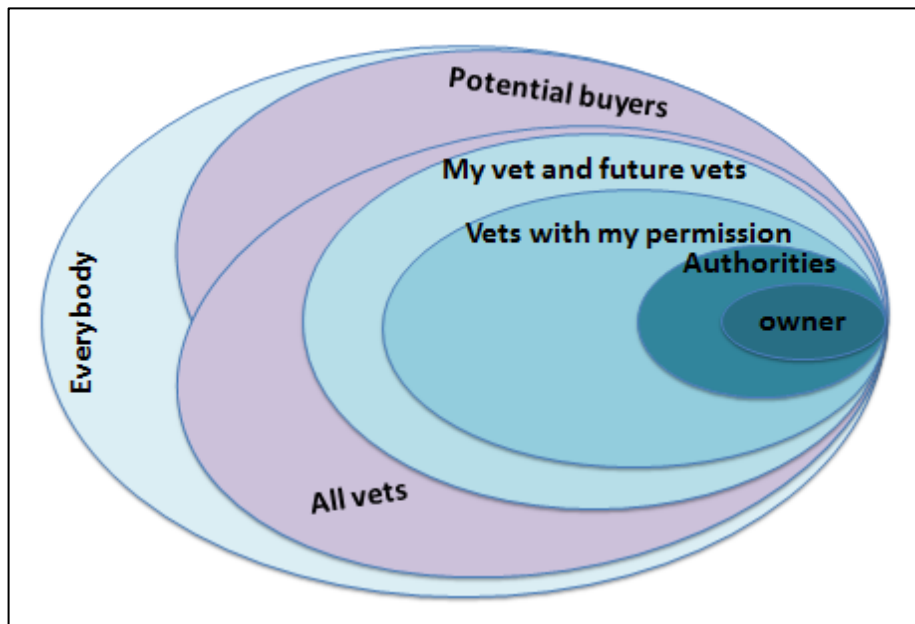 Potential buyers
My vet and future vets
Vets with my permission
Authorities
owner
Everybody
All vets